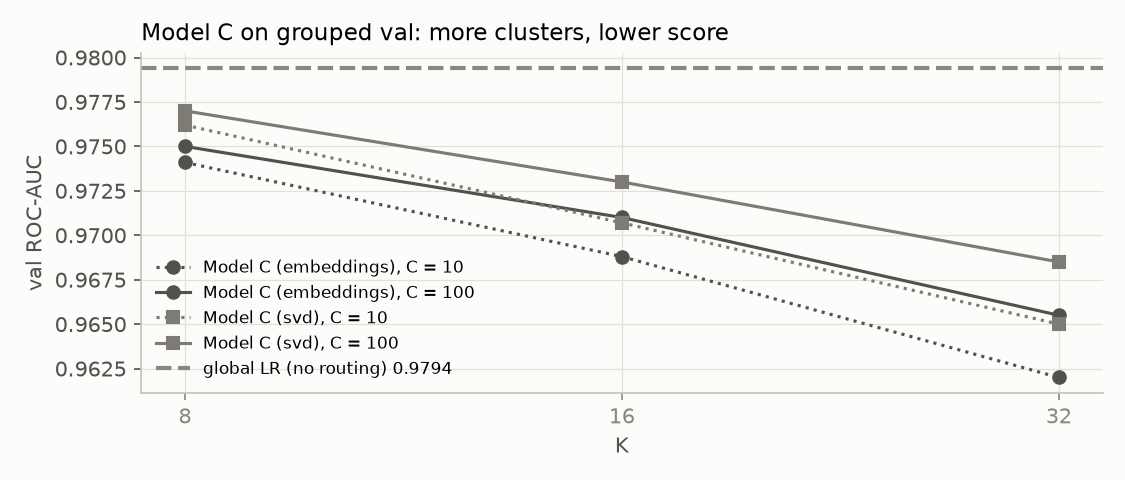 Model C on grouped val: more clusters, lower score
0.9800
0.9775
0.9750
0.9725
0.9700
0.9675
0.9650
0.9625
val ROC-AUC
Model C (embeddings), C = 10
Model C (embeddings), C = 100
Model C (svd), C = 10
Model C (svd), C = 100
global LR (no routing) 0.9794
8 16 32
K